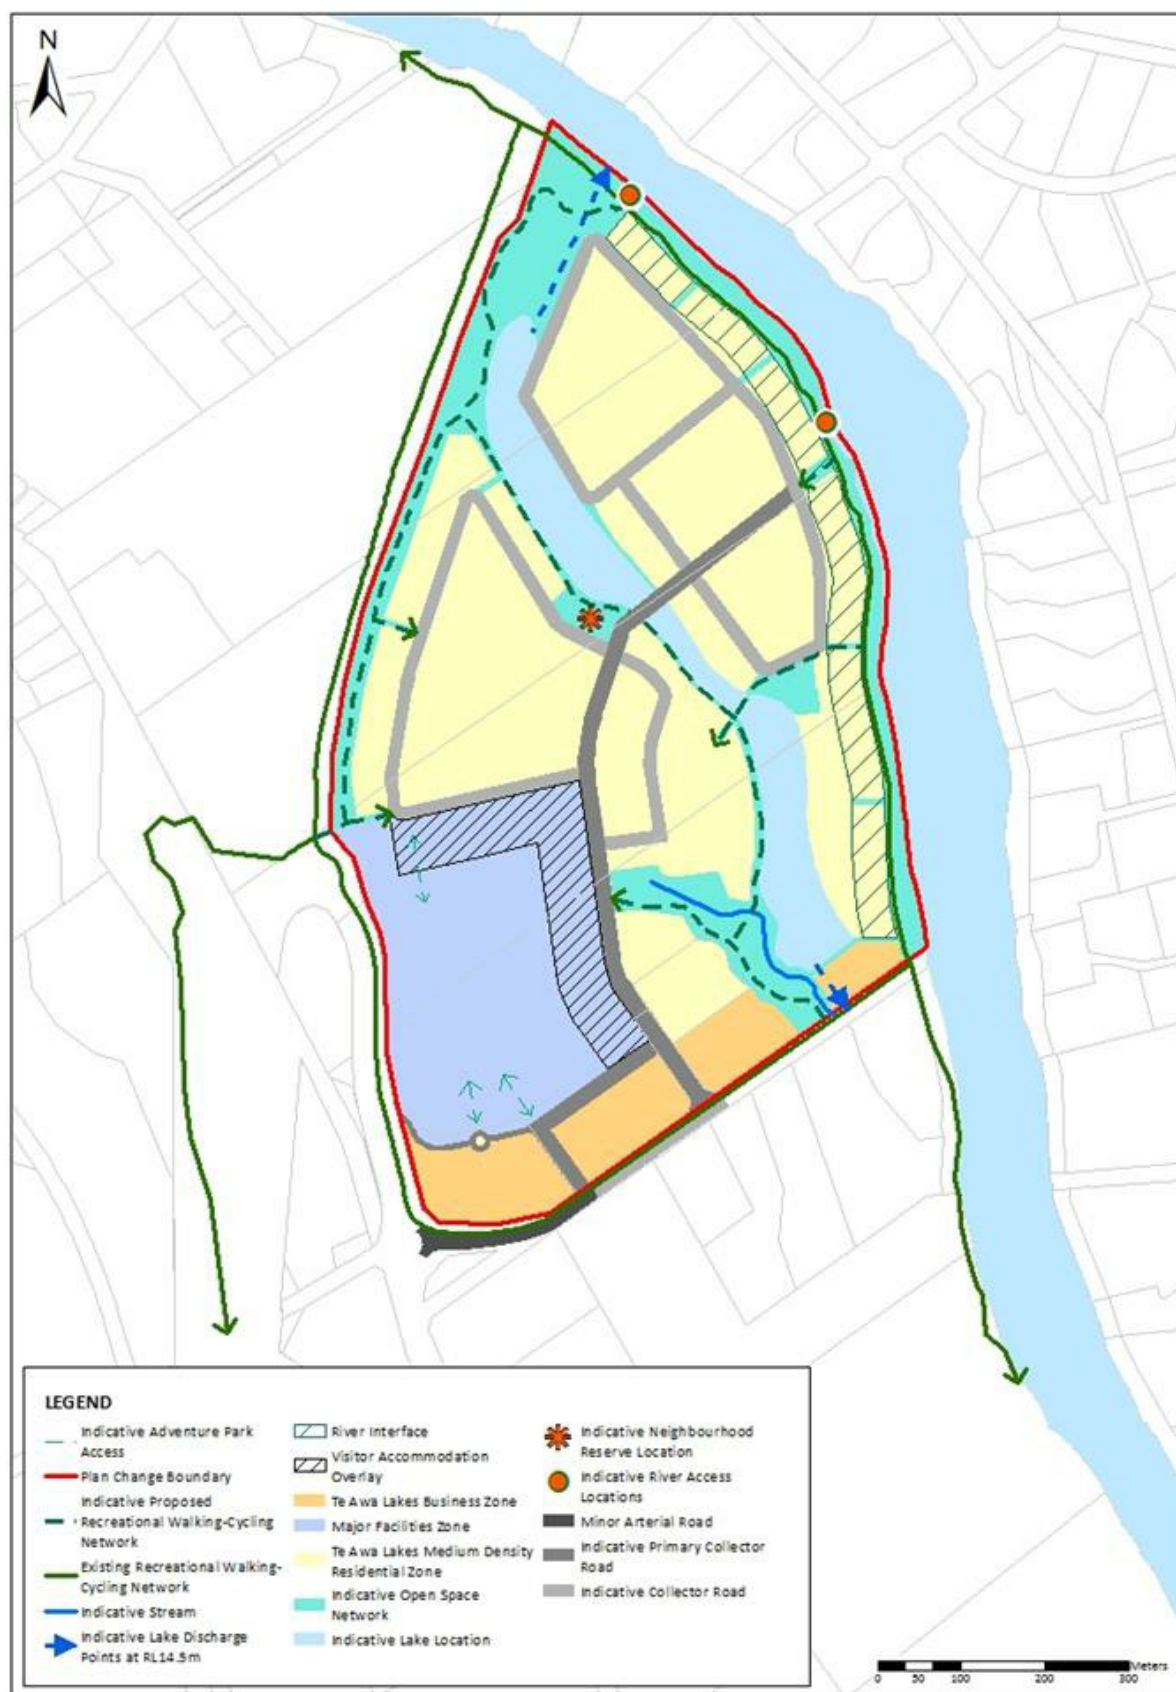 N
LEGEND
Indicative Adventure Park
Access
Plan Change Boundary
Indicative Proposed
Recreational Walking-Cycling
Network
Existing Recreational Walking-
Cycling Network
Indicative Stream
Indicative Lake Discharge
Points at RL14.5m
River Interface
Visitor Accommodation
Overlay
Te Awa Lakes Business Zone
Major Facilities Zone
Te Awa Lakes Medium Density
Residential Zone
Indicative Open Space
Network
Indicative Lake Location
Indicative Neighbourhood
Reserve Location
Indicative River Access
Locations
Minor Arterial Road
Indicative Primary Collector
Road
Indicative Collector Road
Meters
0 50 100 200 300